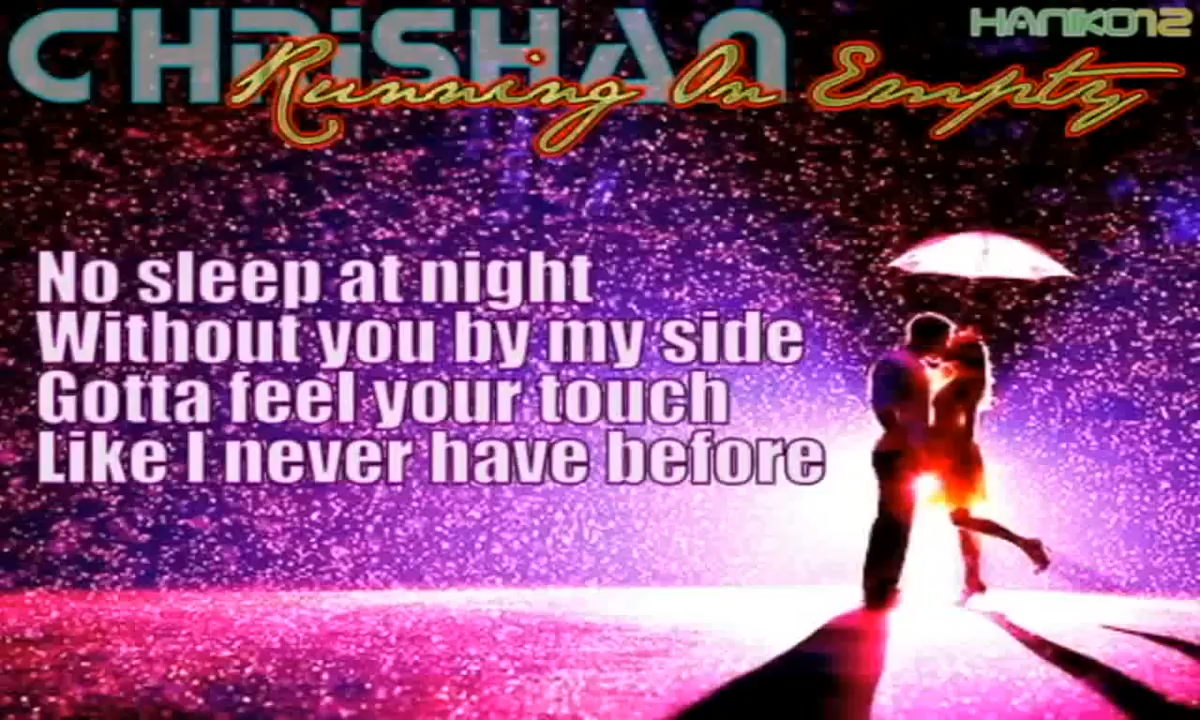 CHRISHAN
Running On Empty
HANIKO12
No sleep at night
Without you by my side
Gotta feel your touch
Like I never have before